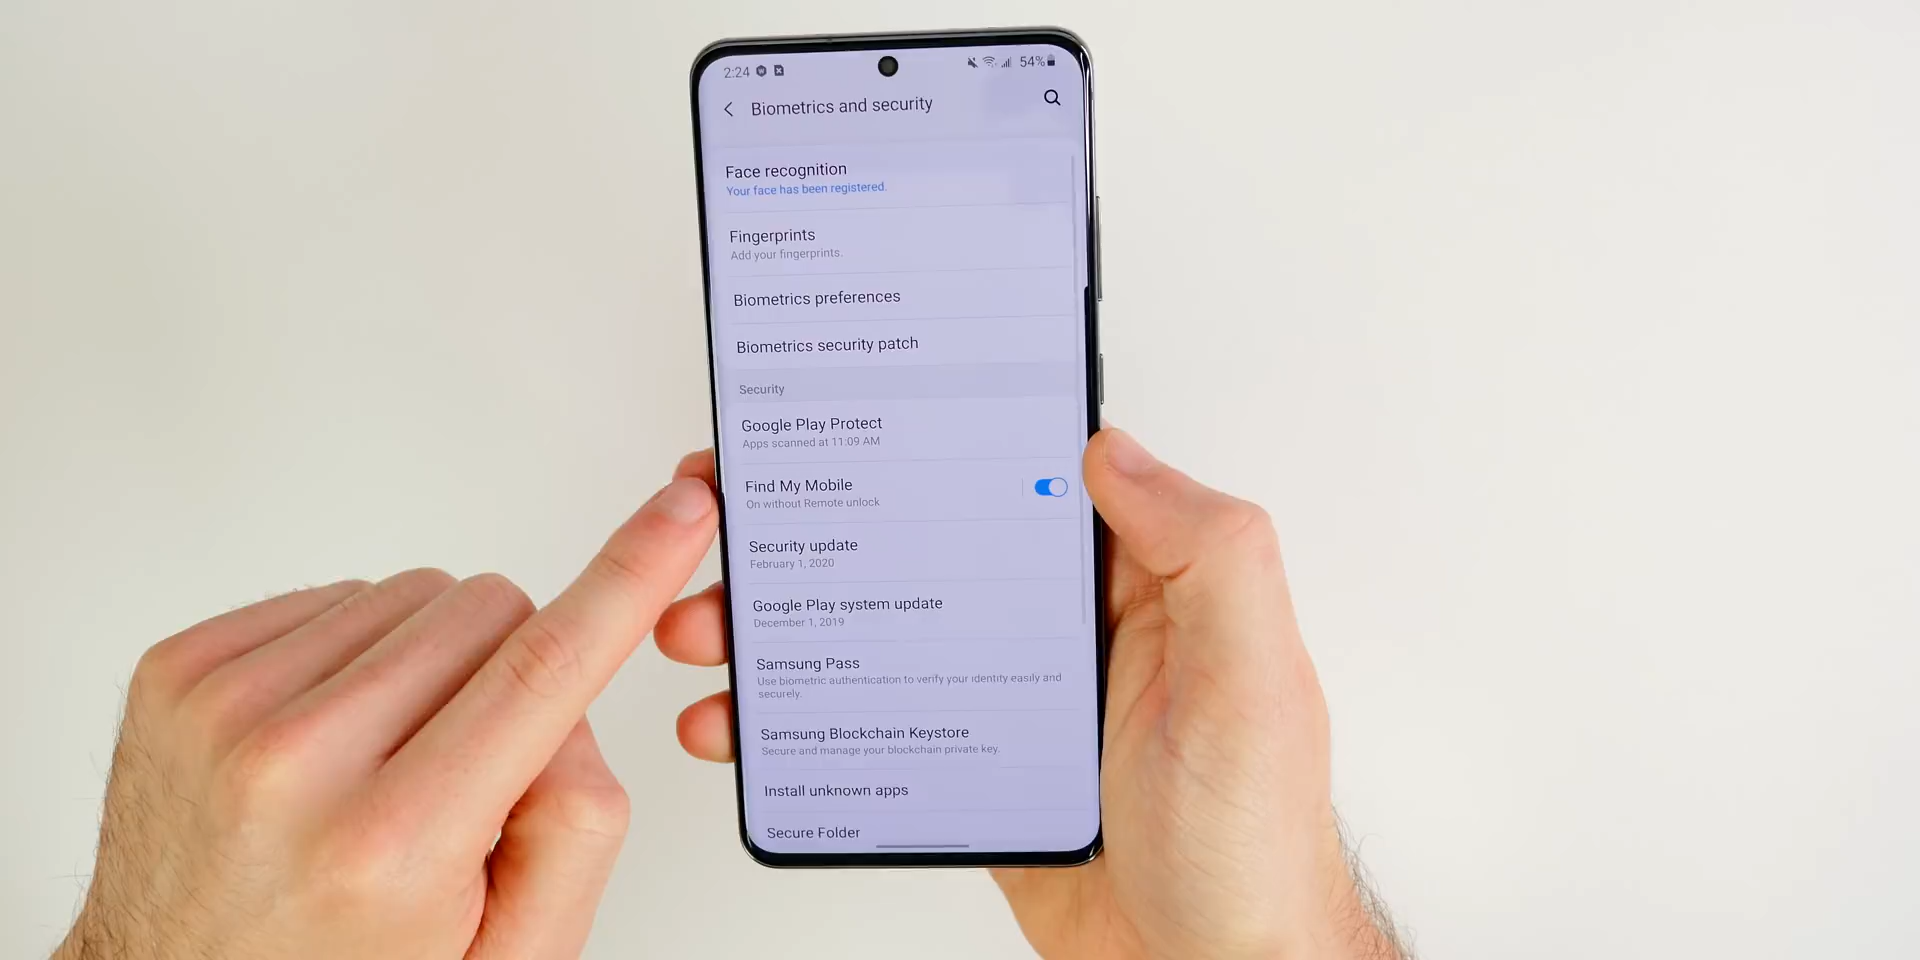 2:24
54%
Biometrics and security
Face recognition
Your face has been registered.
Fingerprints
Add your fingerprints.
Biometrics preferences
Biometrics security patch
Security
Google Play Protect
Apps scanned at 11:09 AM
Find My Mobile
On without Remote unlock
Security update
February 1, 2020
Google Play system update
December 1, 2019
Samsung Pass
Use biometric authentication to verify your identity easily and
securely.
Samsung Blockchain Keystore
Secure and manage your blockchain private key.
Install unknown apps
Secure Folder